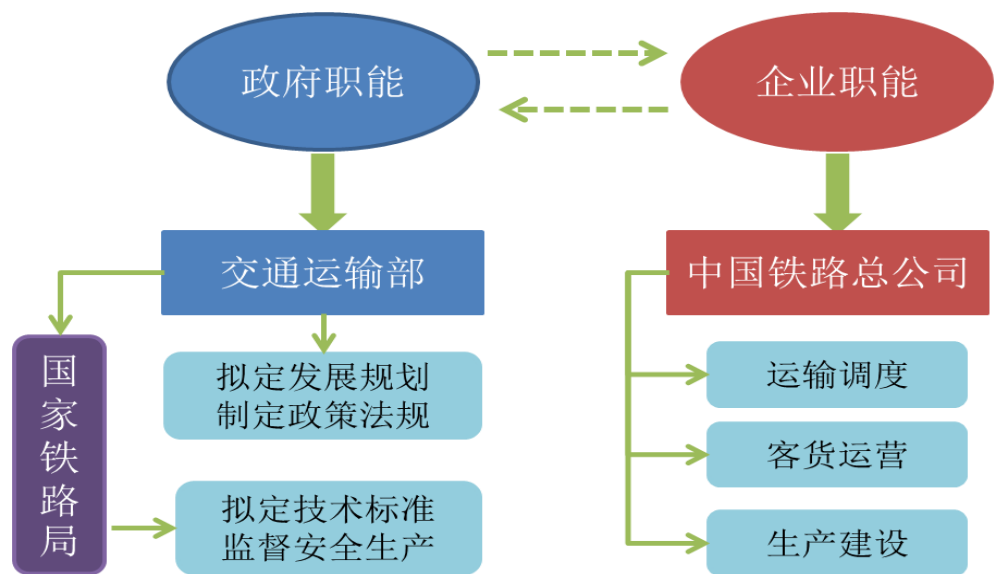 政府职能
企业职能
交通运输部
中国铁路总公司
国家铁路局
拟定发展规划
制定政策法规
拟定技术标准
监督安全生产
运输调度
客货运营
生产建设